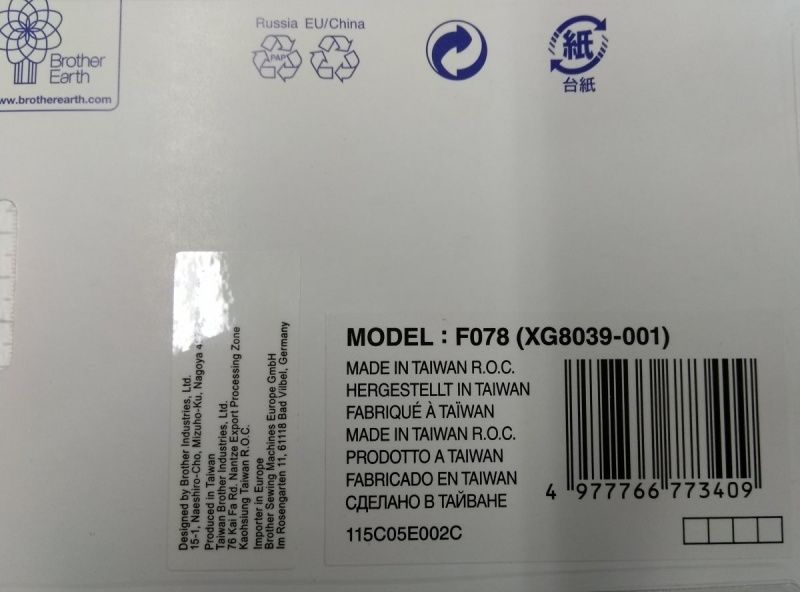 Brother
Earth
www.brotherearth.com
Russia EU/China
PAP
紙
台紙
Designed by Brother Industries, Ltd.
15-1, Naeshiro-Cho, Mizuho-Ku, Nagoya
Produced in Taiwan
Taiwan Brother Industries, Ltd.
76 Kai Fa Rd. Nantze Export Processing Zone
Kaohsiung Taiwan R.O.C.
Importer in Europe
Brother Sewing Machines Europe GmbH
Im Rosengarten 11, 61118 Bad Vilbel, Germany
MODEL : F078 (XG8039-001)
MADE IN TAIWAN R.O.C.
HERGESTELLT IN TAIWAN
FABRIQUÉ À TAÏWAN
MADE IN TAIWAN R.O.C.
PRODOTTO A TAIWAN
FABRICADO EN TAIWAN
СДЕЛАНО В ТАЙВАНЕ
115C05E002C
4 977766 773409